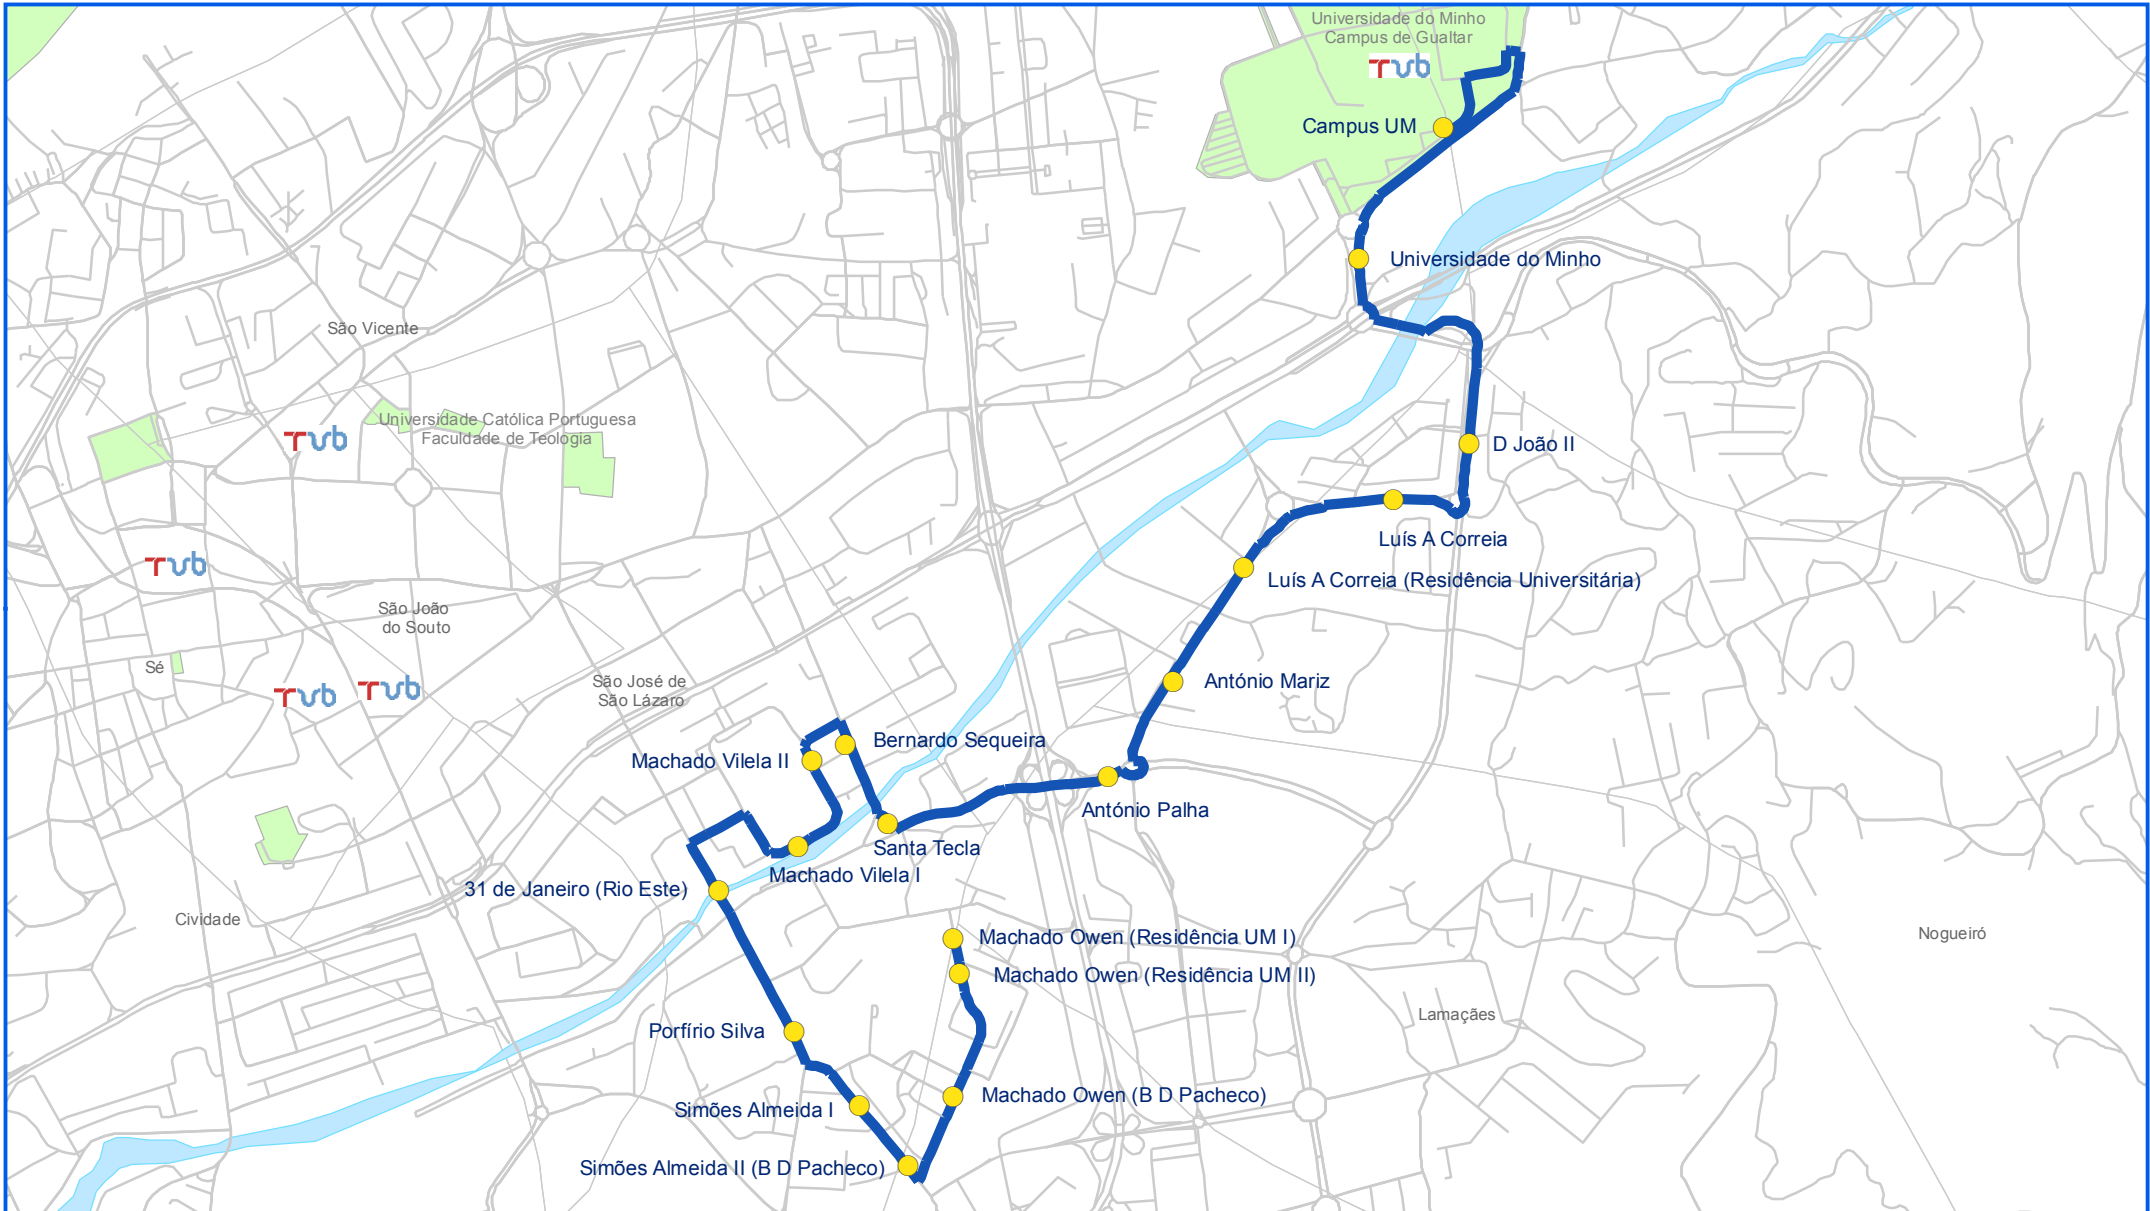 Universidade do Minho
Campus de Gualtar
TUB
Campus UM
Universidade do Minho
São Vicente
Universidade Católica Portuguesa
Faculdade de Teologia
TUB
D João II
Luís A Correia
TUB
Luís A Correia (Residência Universitária)
São João
do Souto
Sé
São José de
São Lázaro
TUB
TUB
António Mariz
Bernardo Sequeira
Machado Vilela II
António Palha
Santa Tecla
Machado Vilela I
31 de Janeiro (Rio Este)
Cividade
Nogueiró
Machado Owen (Residência UM I)
Machado Owen (Residência UM II)
Lamaçães
Porfírio Silva
Machado Owen (B D Pacheco)
Simões Almeida I
Simões Almeida II (B D Pacheco)